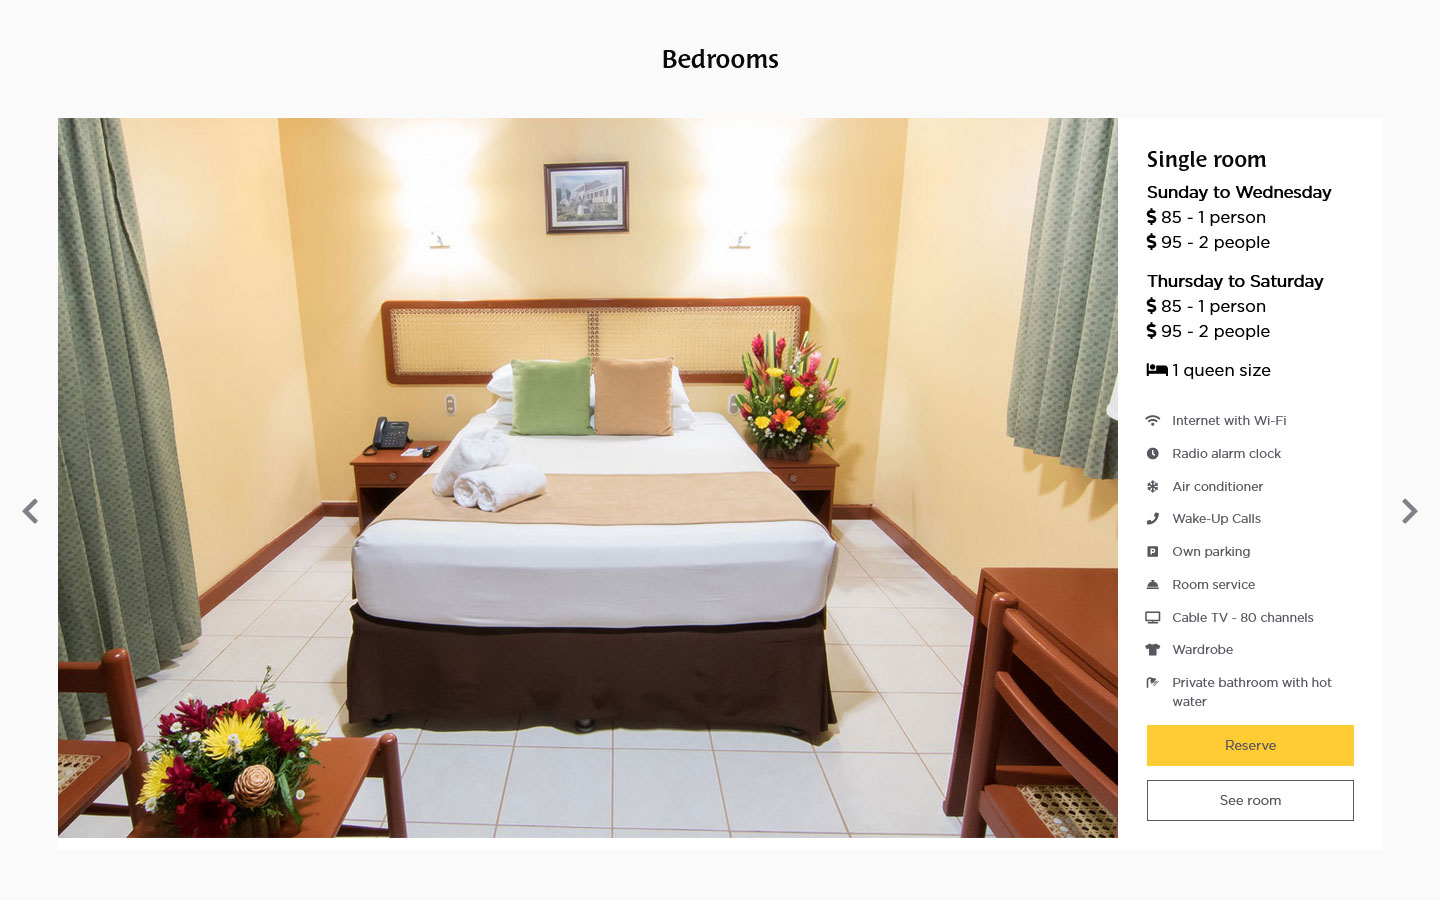 Bedrooms
Single room
Sunday to Wednesday
$ 85 - 1 person
$ 95 - 2 people
Thursday to Saturday
$ 85 - 1 person
$ 95 - 2 people
1 queen size
Internet with Wi-Fi
Radio alarm clock
Air conditioner
Wake-Up Calls
Own parking
Room service
Cable TV - 80 channels
Wardrobe
Private bathroom with hot
water
Reserve
See room